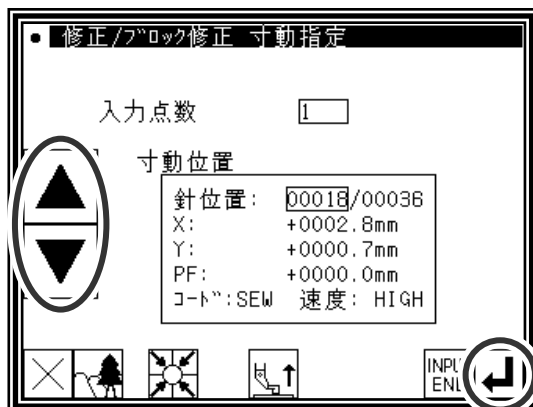 ● 修正/ブロック修正 寸動指定
入力点数 1
寸動位置
針位置: 00018/00036
X: +0002.8mm
Y: +0000.7mm
PF: +0000.0mm
コード:SEW 速度: HIGH